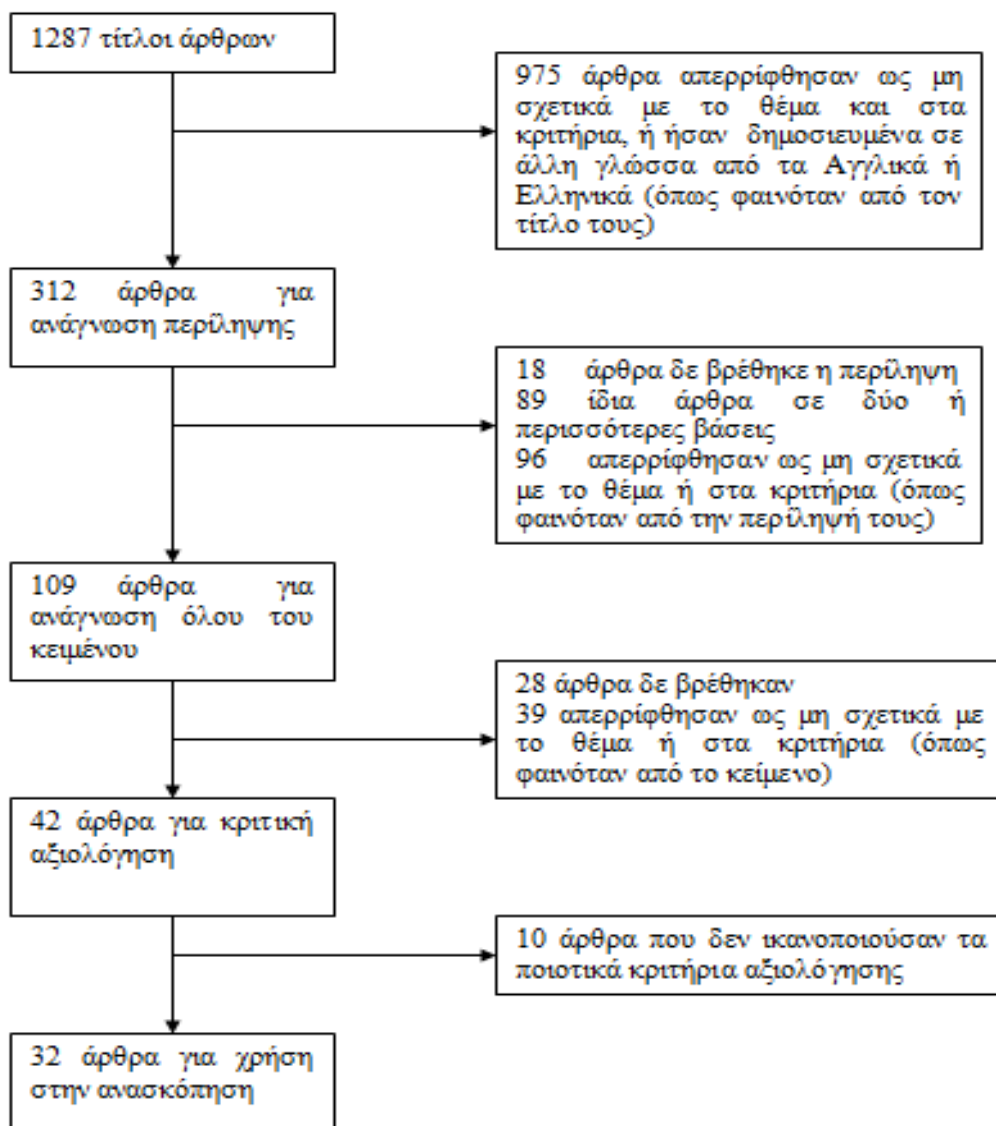 1287 τίτλοι άρθρων
975 άρθρα απερρίφθησαν ως μη
σχετικά με το θέμα και στα
κριτήρια, ή ήσαν δημοσιευμένα σε
άλλη γλώσσα από τα Αγγλικά ή
Ελληνικά (όπως φαινόταν από τον
τίτλο τους)
312 άρθρα για
ανάγνωση περίληψης
18 άρθρα δε βρέθηκε η περίληψη
89 ίδια άρθρα σε δύο ή
περισσότερες βάσεις
96 απερρίφθησαν ως μη σχετικά
με το θέμα ή στα κριτήρια (όπως
φαινόταν από την περίληψή τους)
109 άρθρα για
ανάγνωση όλου του
κειμένου
28 άρθρα δε βρέθηκαν
39 απερρίφθησαν ως μη σχετικά με
το θέμα ή στα κριτήρια (όπως
φαινόταν από το κείμενο)
42 άρθρα για κριτική
αξιολόγηση
10 άρθρα που δεν ικανοποιούσαν τα
ποιοτικά κριτήρια αξιολόγησης
32 άρθρα για χρήση
στην ανασκόπηση